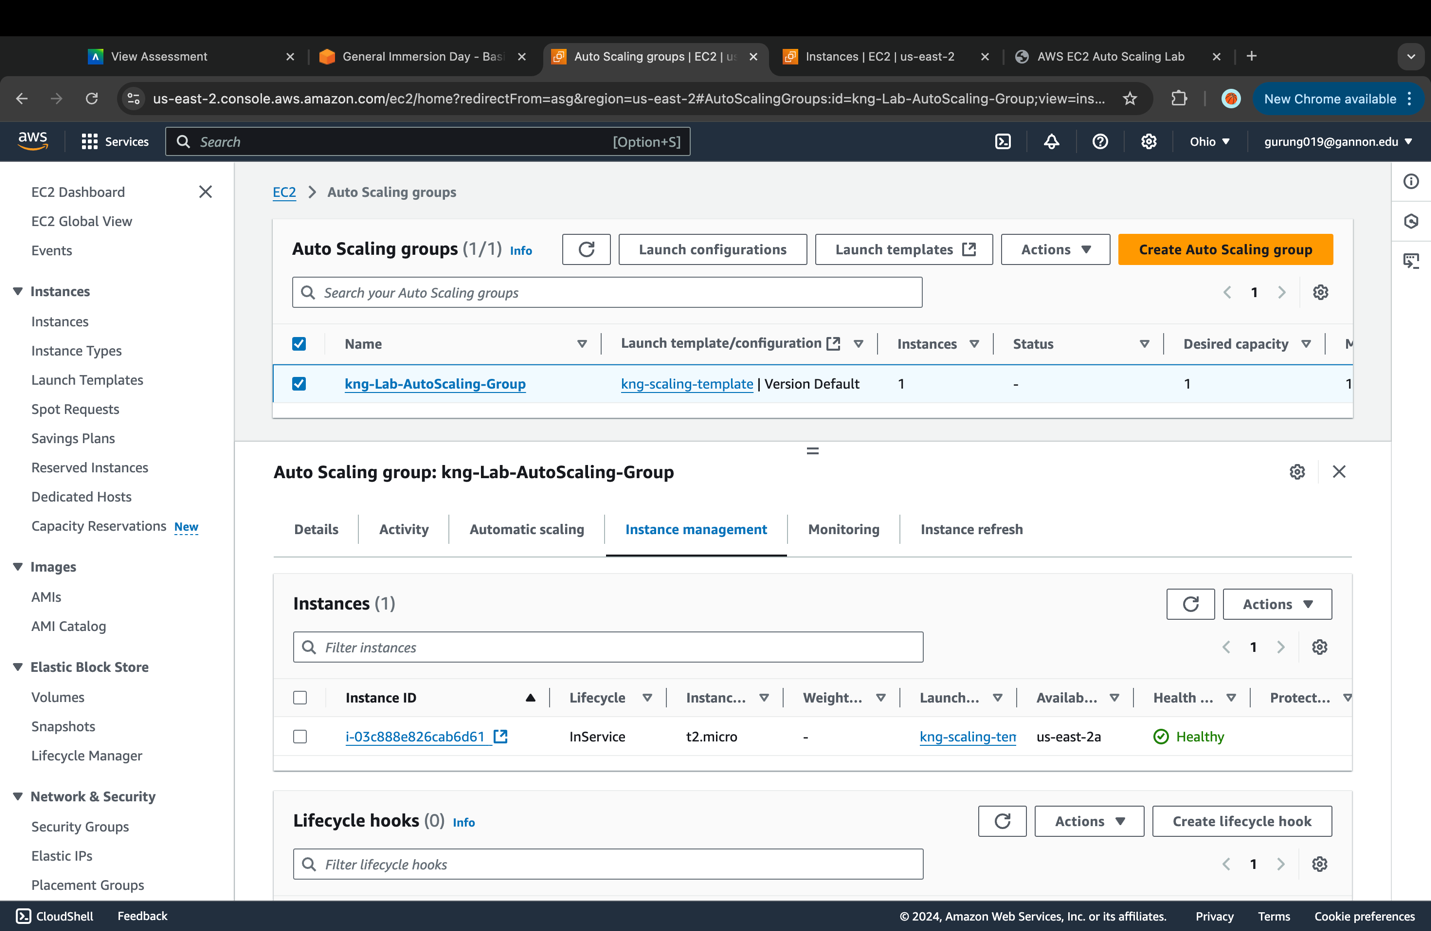 View Assessment
General Immersion Day - Bas
Auto Scaling groups | EC2 | us
Instances | EC2 | us-east-2
AWS EC2 Auto Scaling Lab
us-east-2.console.aws.amazon.com/ec2/home?redirectFrom=asg&region=us-east-2#AutoScalingGroups:id=kng-Lab-AutoScaling-Group;view=ins...
New Chrome available
aws
Services
Search
[Option+S]
Ohio
gurung019@gannon.edu
EC2 Dashboard
EC2 Global View
Events
Instances
Instances
Instance Types
Launch Templates
Spot Requests
Savings Plans
Reserved Instances
Dedicated Hosts
Capacity Reservations New
Images
AMIs
AMI Catalog
Elastic Block Store
Volumes
Snapshots
Lifecycle Manager
Network & Security
Security Groups
Elastic IPs
Placement Groups
EC2 > Auto Scaling groups
Auto Scaling groups (1/1) Info
Launch configurations
Launch templates
Actions
Create Auto Scaling group
Search your Auto Scaling groups
1
Name
Launch template/configuration
Instances
Status
Desired capacity
M
kng-Lab-AutoScaling-Group
kng-scaling-template | Version Default
1
-
1
1
Auto Scaling group: kng-Lab-AutoScaling-Group
Details
Activity
Automatic scaling
Instance management
Monitoring
Instance refresh
Instances (1)
Actions
Filter instances
1
Instance ID
Lifecycle
Instanc...
Weight...
Launch...
Availab...
Health ...
Protect...
i-03c888e826cab6d61
InService
t2.micro
-
kng-scaling-tem
us-east-2a
Healthy
Lifecycle hooks (0) Info
Actions
Create lifecycle hook
Filter lifecycle hooks
1
CloudShell
Feedback
© 2024, Amazon Web Services, Inc. or its affiliates.
Privacy
Terms
Cookie preferences